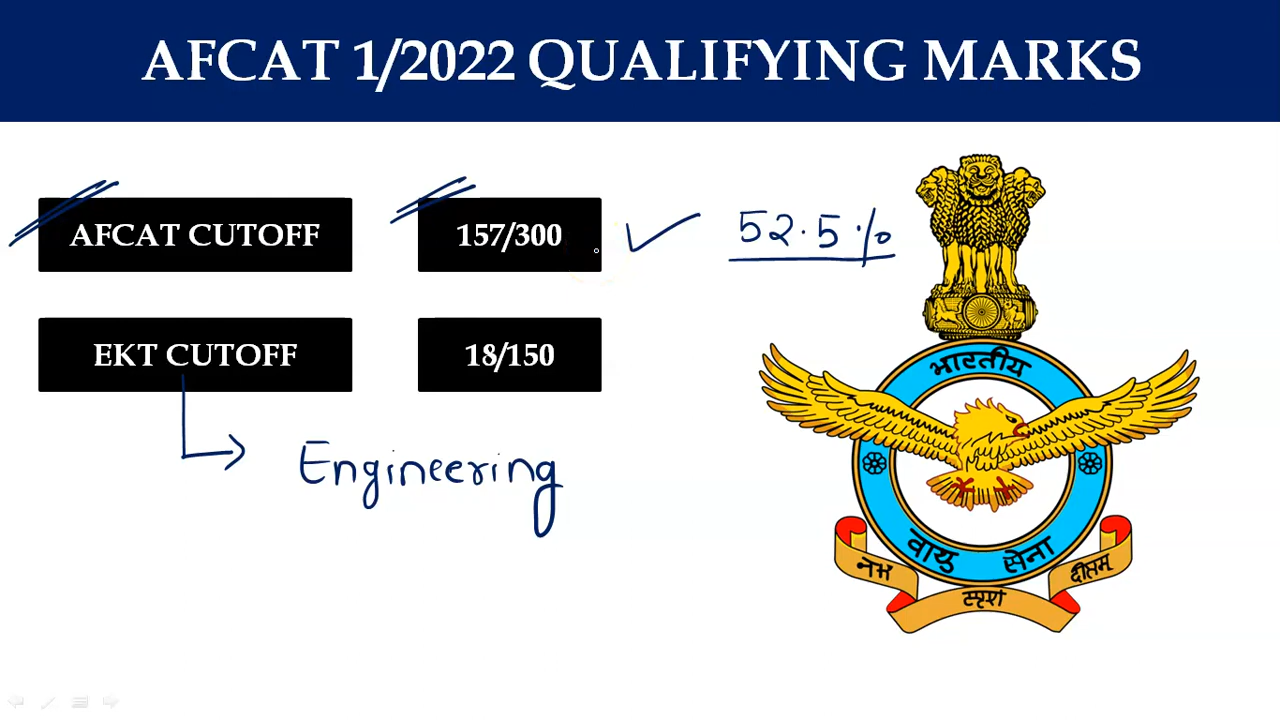 AFCAT 1/2022 QUALIFYING MARKS
AFCAT CUTOFF
157/300
52.5%
EKT CUTOFF
18/150
Engineering
भारतीय
वायु सेना
नभ स्पृशं दीप्तम्